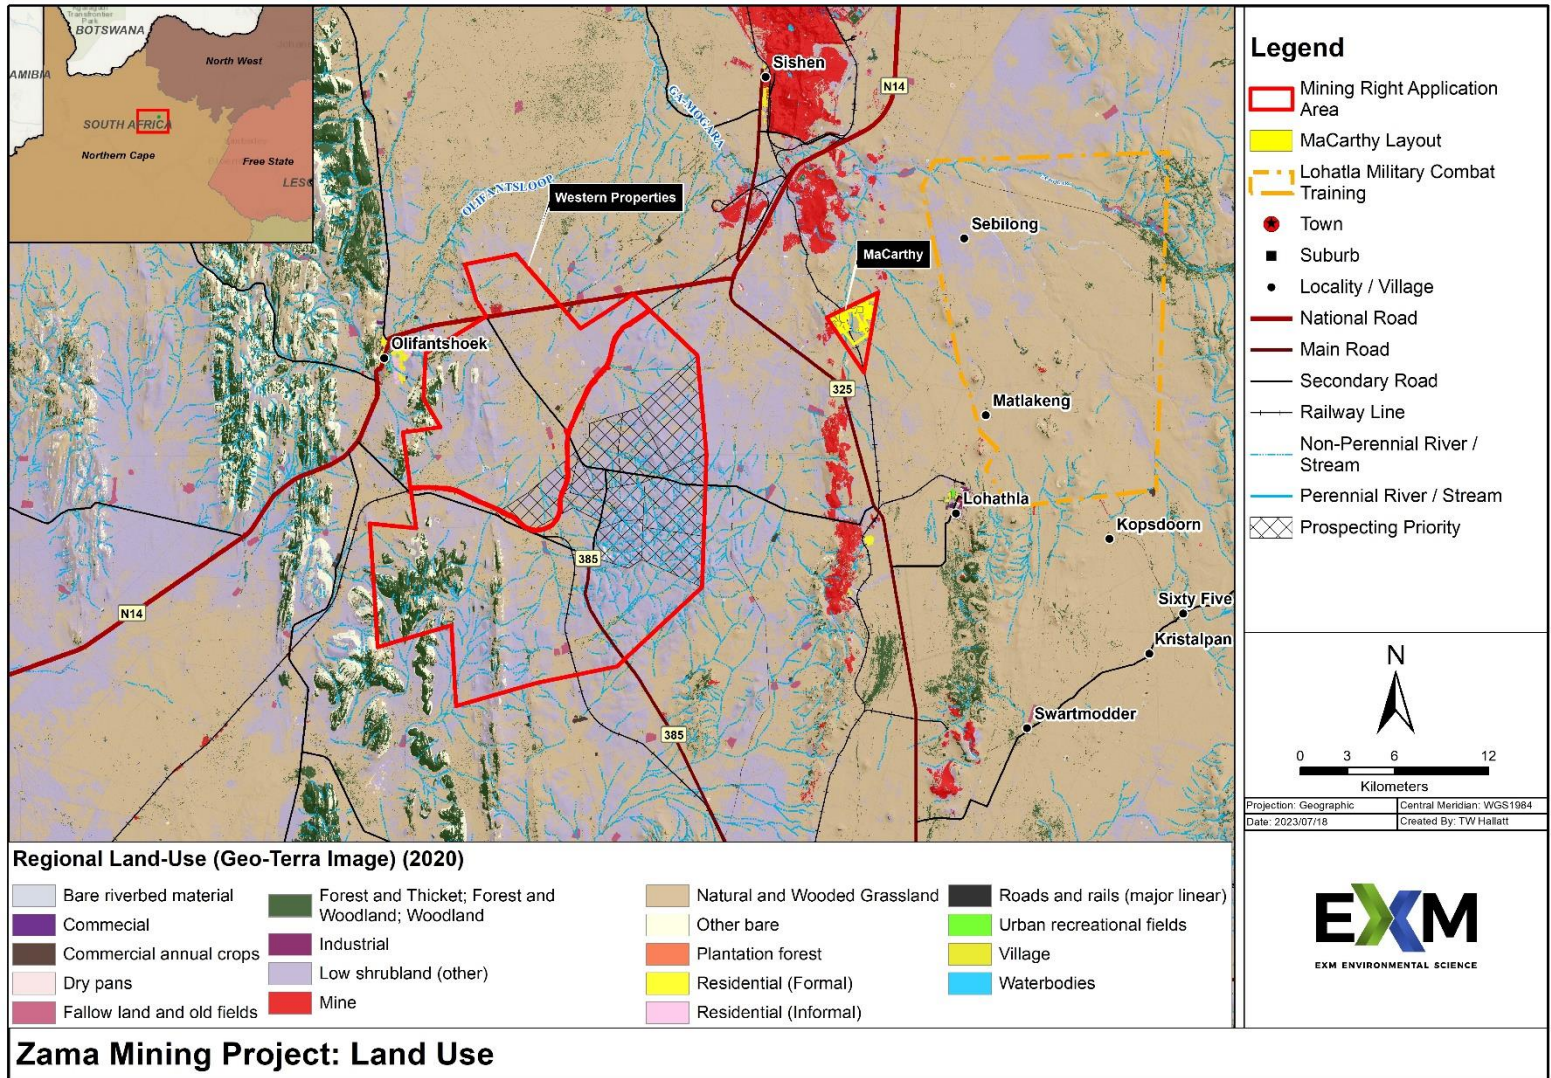 BOTSWANA
North West
AMIBIA
SOUTH AFRICA
Northern Cape
Free State
LES
Sishen
N14
GA-MOGARA
OLIFANTSLOOP
Western Properties
Sebilong
MaCarthy
Olifantshoek
325
Matlakeng
Lohathla
Kopsdoorn
385
N14
Sixty Five
Kristalpan
Swartmodder
385
Legend
Mining Right Application
Area
MaCarthy Layout
Lohatla Military Combat
Training
Town
Suburb
Locality / Village
National Road
Main Road
Secondary Road
Railway Line
Non-Perennial River /
Stream
Perennial River / Stream
Prospecting Priority
N
0 3 6 12
Kilometers
Projection: Geographic
Central Meridian: WGS1984
Date: 2023/07/18
Created By: TW Hallatt
EXM
EXM ENVIRONMENTAL SCIENCE
Regional Land-Use (Geo-Terra Image) (2020)
Bare riverbed material
Commecial
Commercial annual crops
Dry pans
Fallow land and old fields
Forest and Thicket; Forest and
Woodland; Woodland
Industrial
Low shrubland (other)
Mine
Natural and Wooded Grassland
Other bare
Plantation forest
Residential (Formal)
Residential (Informal)
Roads and rails (major linear)
Urban recreational fields
Village
Waterbodies
Zama Mining Project: Land Use